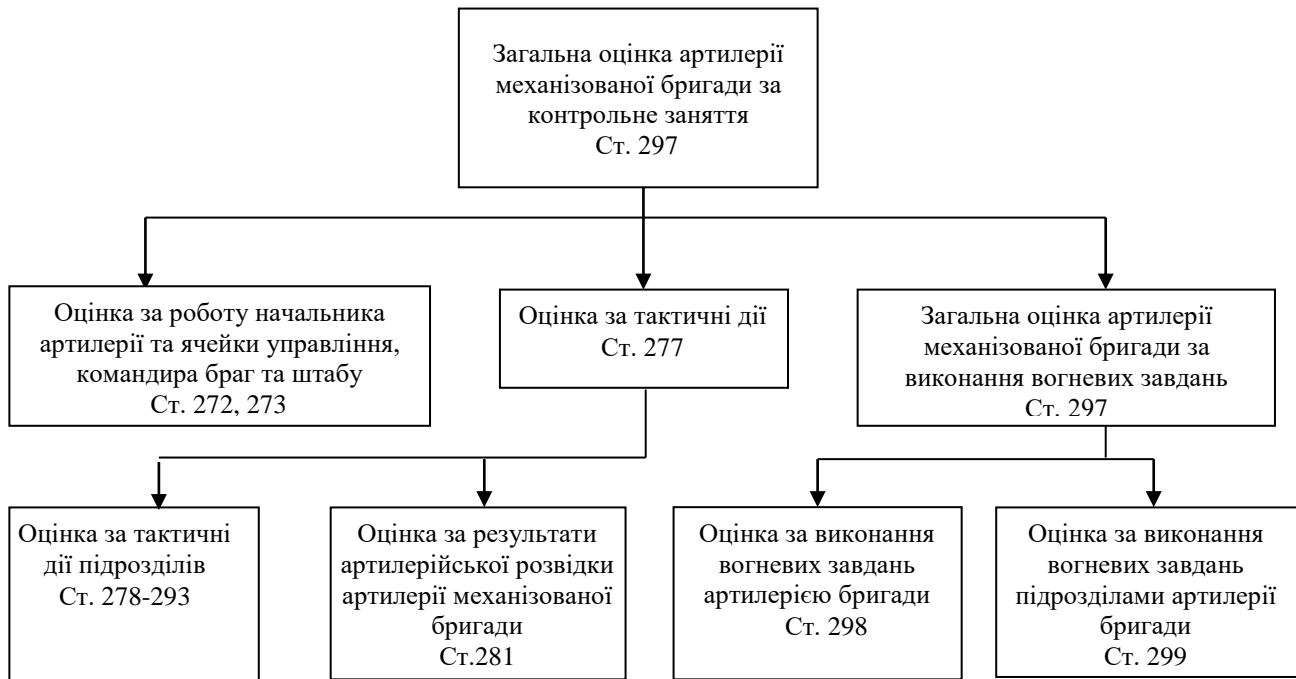 Загальна оцінка артилерії
механізованої бригади за
контрольне заняття
Ст. 297
Оцінка за роботу начальника
артилерії та ячейки управління,
командира браг та штабу
Ст. 272, 273
Оцінка за тактичні дії
Ст. 277
Загальна оцінка артилерії
механізованої бригади за
виконання вогневих завдань
Ст. 297
Оцінка за тактичні
дії підрозділів
Ст. 278-293
Оцінка за результати
артилерійської розвідки
артилерії механізованої
бригади
Ст.281
Оцінка за виконання
вогневих завдань
артилерією бригади
Ст. 298
Оцінка за виконання
вогневих завдань
підрозділами артилерії
бригади
Ст. 299